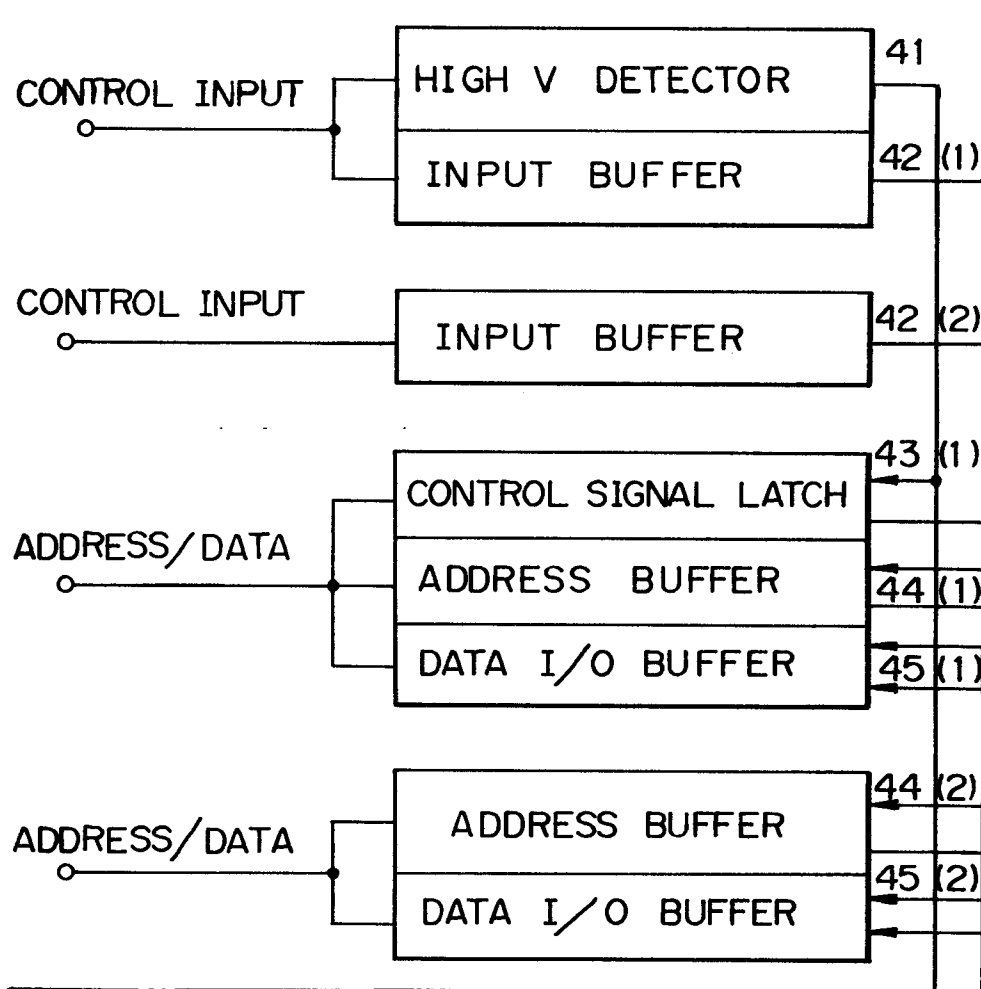 41
CONTROL INPUT
HIGH V DETECTOR
42 (1)
INPUT BUFFER
CONTROL INPUT
42 (2)
INPUT BUFFER
43 (1)
CONTROL SIGNAL LATCH
ADDRESS/DATA
ADDRESS BUFFER
44 (1)
DATA I/O BUFFER
45 (1)
44 (2)
ADDRESS BUFFER
ADDRESS/DATA
45 (2)
DATA I/O BUFFER